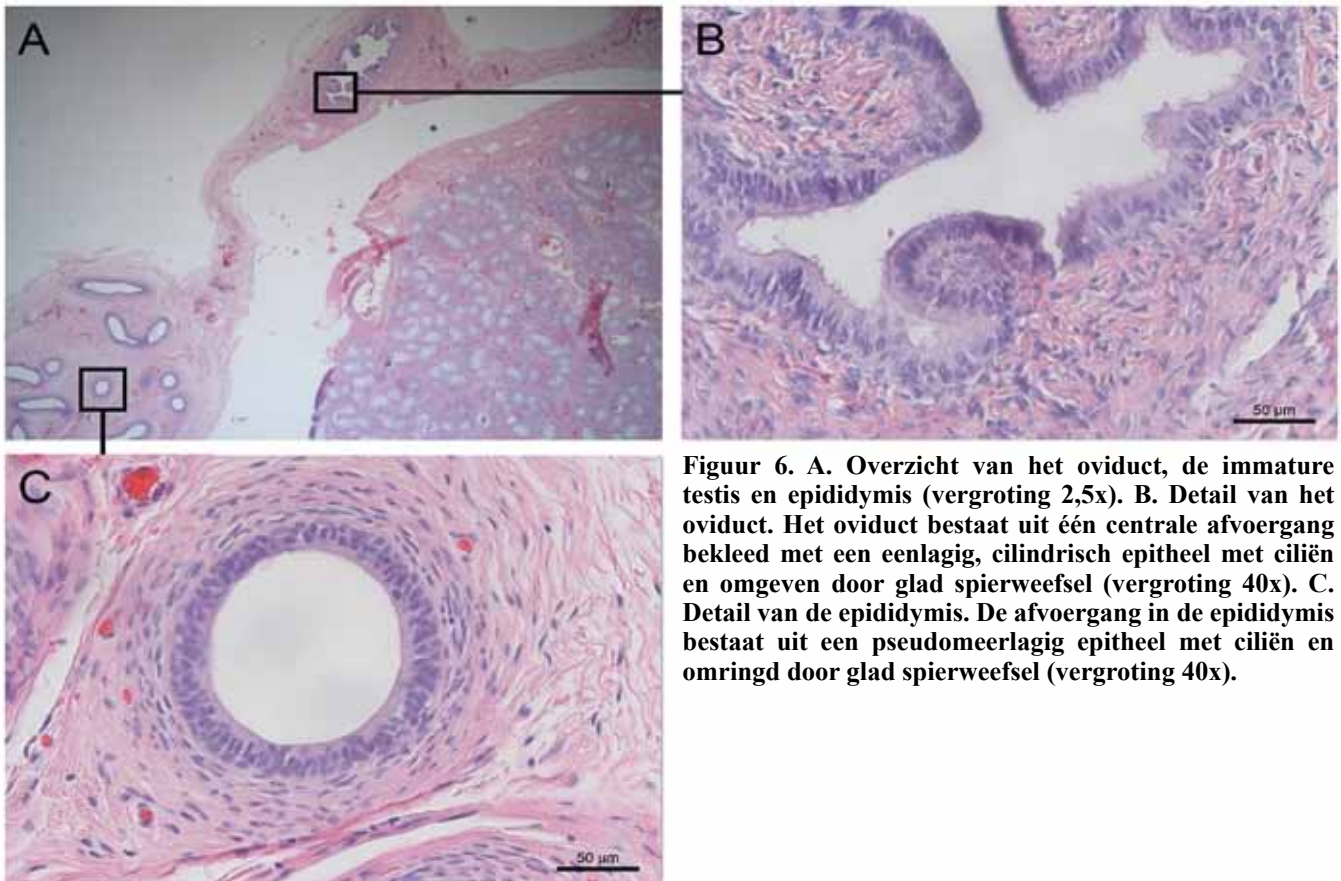 A
B
50 µm
C
50 µm
Figuur 6. A. Overzicht van het oviduct, de immature
testis en epididymis (vergroting 2,5x). B. Detail van het
oviduct. Het oviduct bestaat uit één centrale afvoergang
bekleed met een eenlagig, cilindrisch epitheel met ciliën
en omgeven door glad spierweefsel (vergroting 40x). C.
Detail van de epididymis. De afvoergang in de epididymis
bestaat uit een pseudomeerlagig epitheel met ciliën en
omringd door glad spierweefsel (vergroting 40x).